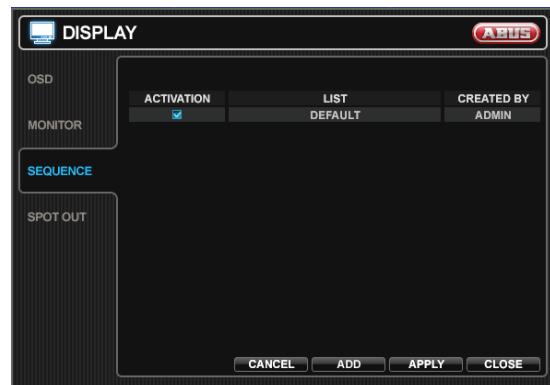 DISPLAY
ABUS
OSD
MONITOR
SEQUENCE
SPOT OUT
ACTIVATION LIST CREATED BY
DEFAULT ADMIN
CANCEL ADD APPLY CLOSE